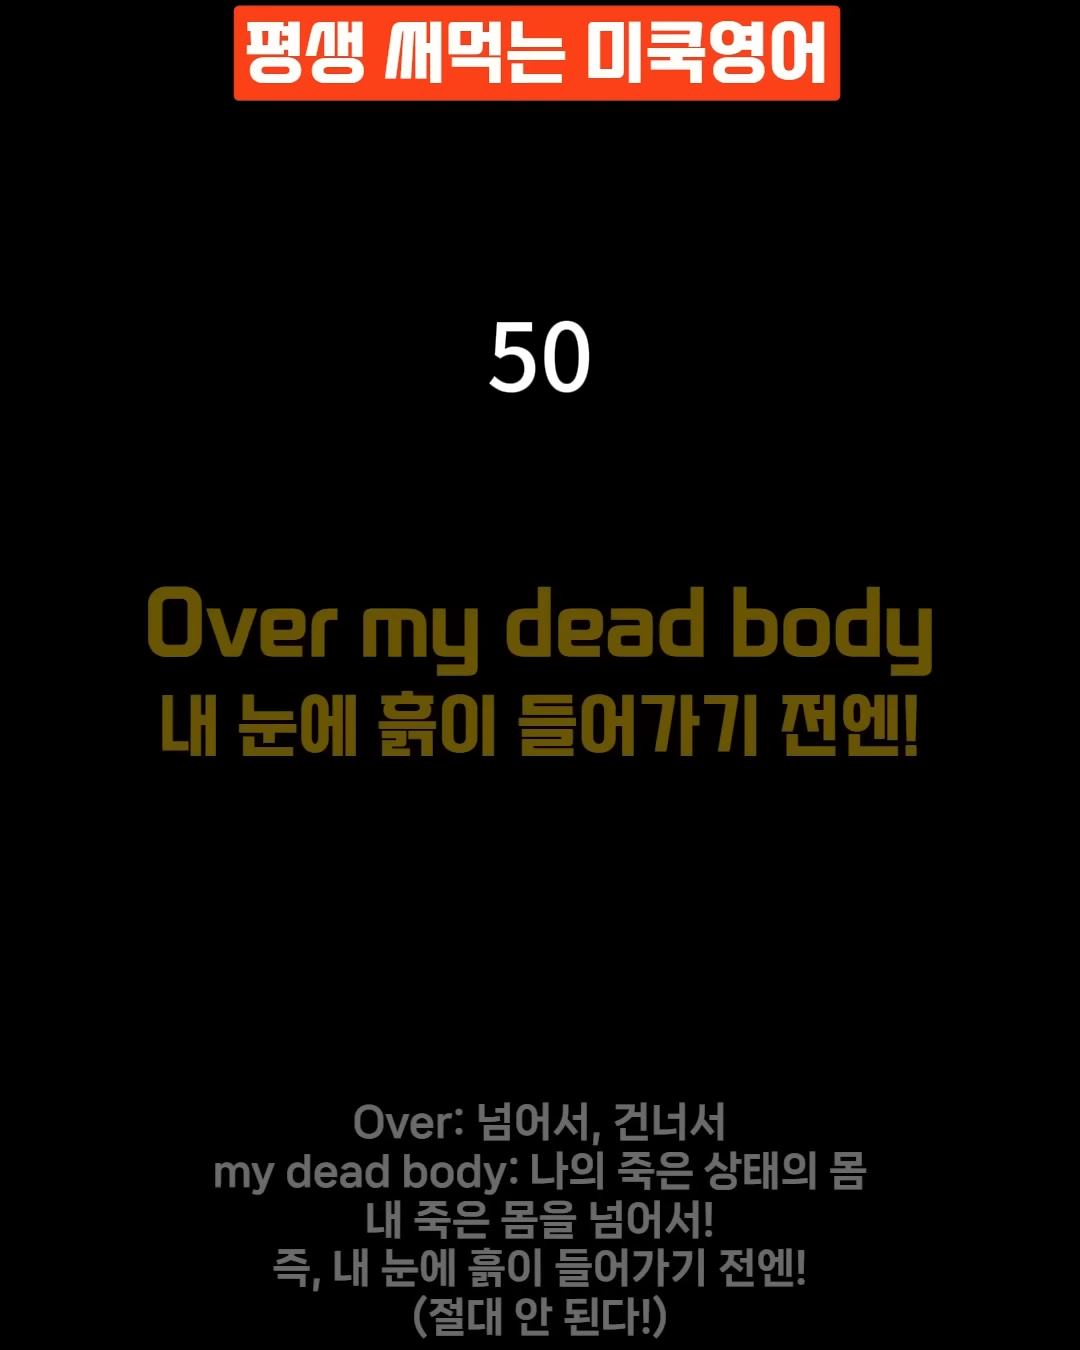 평생 써먹는 미쿡영어
50
Over my dead body
내 눈에 흙이 들어가기 전엔!
Over: 넘어서, 건너서
my dead body: 나의 죽은 상태의 몸
내 죽은 몸을 넘어서!
즉, 내 눈에 흙이 들어가기 전엔!
(절대 안 된다!)